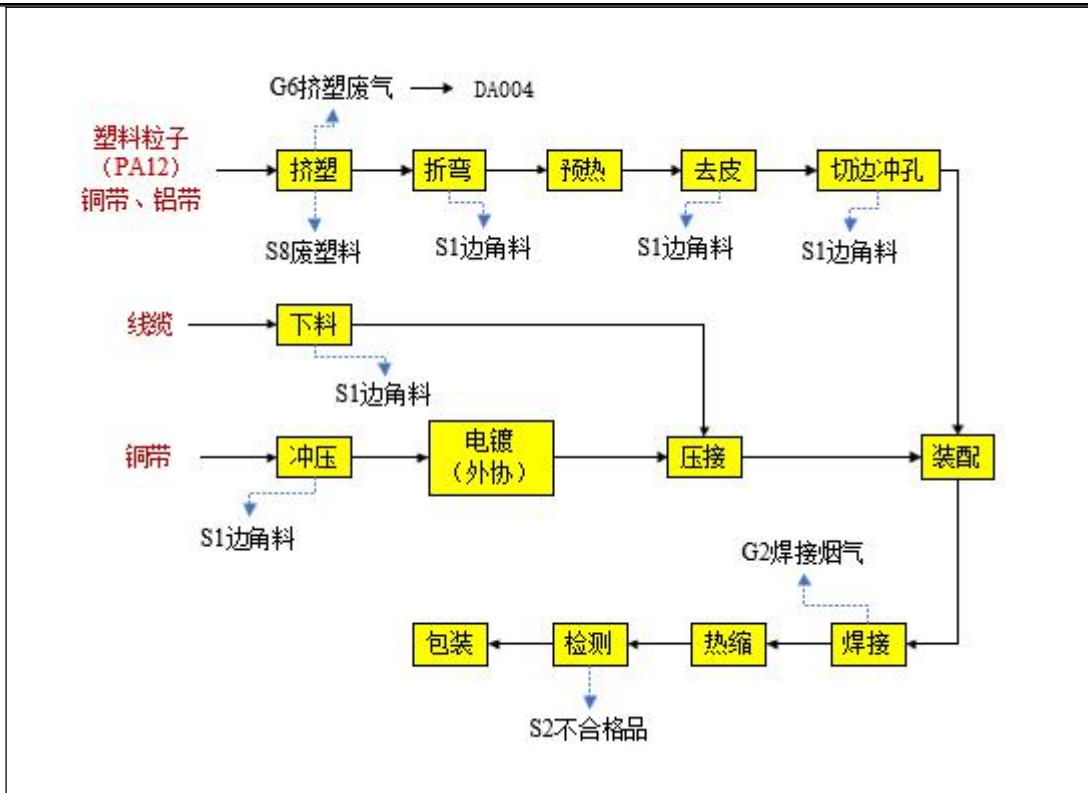 G6挤塑废气
DA004
塑料粒子
（PA12）
铜带、铝带
挤塑
折弯
预热
去皮
切边冲孔
S8废塑料
S1边角料
S1边角料
S1边角料
线缆
下料
S1边角料
铜带
冲压
电镀
（外协）
压接
装配
S1边角料
G2焊接烟气
包装
检测
热缩
焊接
S2不合格品